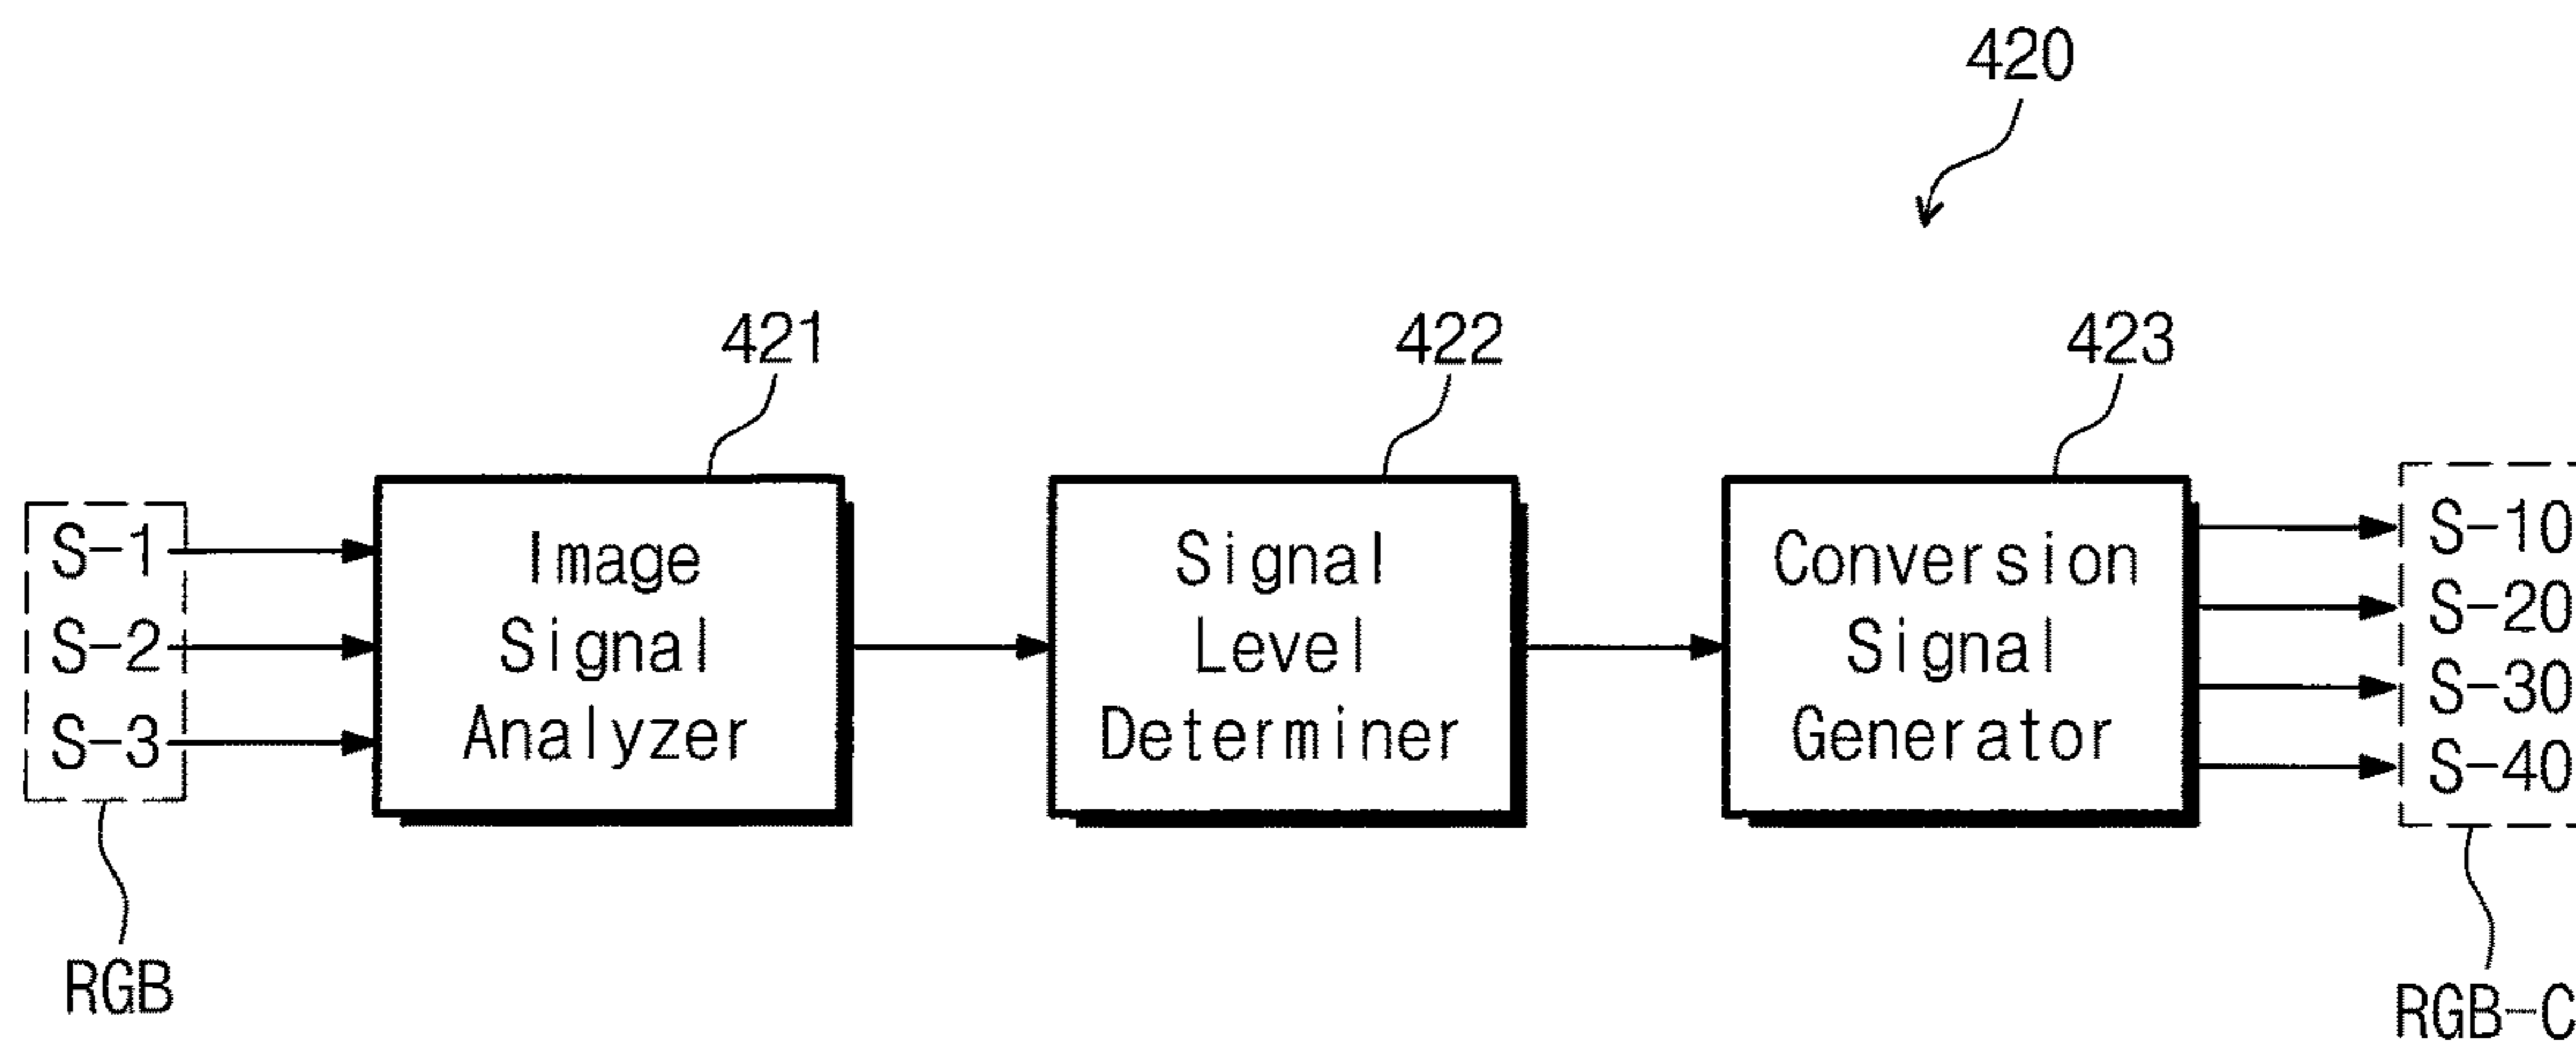 420
421
422
423
S-1
S-2
S-3
Image
Signal
Analyzer
Signal
Level
Determiner
Conversion
Signal
Generator
S-10
S-20
S-30
S-40
RGB
RGB-C